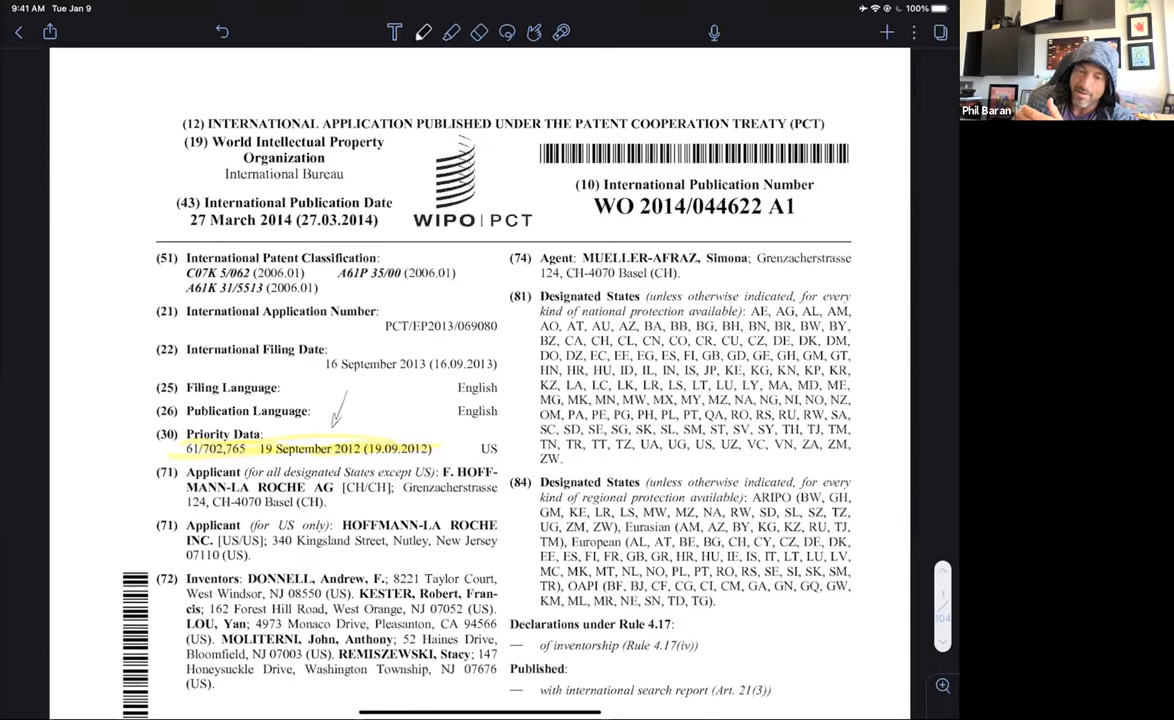 9:41 AM Tue Jan 9
100%
Phil Baran
(12) INTERNATIONAL APPLICATION PUBLISHED UNDER THE PATENT COOPERATION TREATY (PCT)
(19) World Intellectual Property
Organization
International Bureau
(43) International Publication Date
27 March 2014 (27.03.2014)
WIPO | PCT
(10) International Publication Number
WO 2014/044622 A1
(51) International Patent Classification:
C07K 5/062 (2006.01) A61P 35/00 (2006.01)
A61K 31/5513 (2006.01)
(21) International Application Number:
PCT/EP2013/069080
(22) International Filing Date:
16 September 2013 (16.09.2013)
(25) Filing Language: English
(26) Publication Language: English
(30) Priority Data:
61/702,765 19 September 2012 (19.09.2012) US
(71) Applicant (for all designated States except US): F. HOFF-
MANN-LA ROCHE AG [CH/CH]; Grenzacherstrasse
124, CH-4070 Basel (CH).
(71) Applicant (for US only): HOFFMANN-LA ROCHE
INC. [US/US]; 340 Kingsland Street, Nutley, New Jersey
07110 (US).
(72) Inventors: DONNELL, Andrew, F.; 8221 Taylor Court,
West Windsor, NJ 08550 (US). KESTER, Robert, Fran-
cis; 162 Forest Hill Road, West Orange, NJ 07052 (US).
LOU, Yan; 4973 Monaco Drive, Pleasanton, CA 94566
(US). MOLITERNI, John, Anthony; 52 Haines Drive,
Bloomfield, NJ 07003 (US). REMISZEWSKI, Stacy; 147
Honeysuckle Drive, Washington Township, NJ 07676
(US).
(74) Agent: MUELLER-AFRAZ, Simona; Grenzacherstrasse
124, CH-4070 Basel (CH).
(81) Designated States (unless otherwise indicated, for every
kind of national protection available): AE, AG, AL, AM,
AO, AT, AU, AZ, BA, BB, BG, BH, BN, BR, BW, BY,
BZ, CA, CH, CL, CN, CO, CR, CU, CZ, DE, DK, DM,
DO, DZ, EC, EE, EG, ES, FI, GB, GD, GE, GH, GM, GT,
HN, HR, HU, ID, IL, IN, IS, JP, KE, KG, KN, KP, KR,
KZ, LA, LC, LK, LR, LS, LT, LU, LY, MA, MD, ME,
MG, MK, MN, MW, MX, MY, MZ, NA, NG, NI, NO, NZ,
OM, PA, PE, PG, PH, PL, PT, QA, RO, RS, RU, RW, SA,
SC, SD, SE, SG, SK, SL, SM, ST, SV, SY, TH, TJ, TM,
TN, TR, TT, TZ, UA, UG, US, UZ, VC, VN, ZA, ZM,
ZW.
(84) Designated States (unless otherwise indicated, for every
kind of regional protection available): ARIPO (BW, GH,
GM, KE, LR, LS, MW, MZ, NA, RW, SD, SL, SZ, TZ,
UG, ZM, ZW), Eurasian (AM, AZ, BY, KG, KZ, RU, TJ,
TM), European (AL, AT, BE, BG, CH, CY, CZ, DE, DK,
EE, ES, FI, FR, GB, GR, HR, HU, IE, IS, IT, LT, LU, LV,
MC, MK, MT, NL, NO, PL, PT, RO, RS, SE, SI, SK, SM,
TR), OAPI (BF, BJ, CF, CG, CI, CM, GA, GN, GQ, GW,
KM, ML, MR, NE, SN, TD, TG).
Declarations under Rule 4.17:
— of inventorship (Rule 4.17(iv))
Published:
— with international search report (Art. 21(3))
1
104